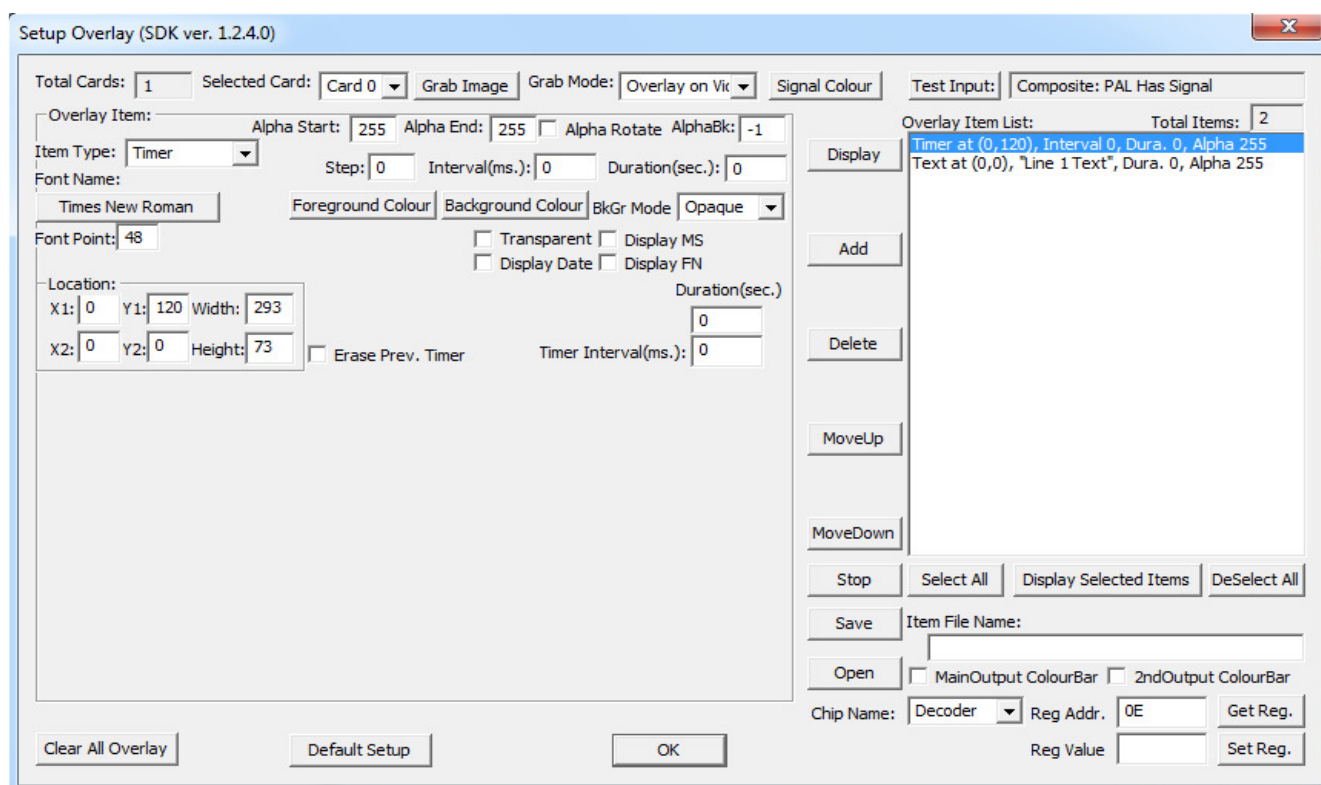 Setup Overlay (SDK ver. 1.2.4.0)
Total Cards: 1 Selected Card: Card 0 Grab Image Grab Mode: Overlay on Vic Signal Colour Test Input: Composite: PAL Has Signal
Overlay Item: Overlay Item List: Total Items: 2
Alpha Start: 255 Alpha End: 255 Alpha Rotate AlphaBk: -1
Timer at (0,120), Interval 0, Dura. 0, Alpha 255
Item Type: Timer Display
Text at (0,0), "Line 1 Text", Dura. 0, Alpha 255
Step: 0 Interval(ms.): 0 Duration(sec.): 0
Font Name:
Times New Roman Foreground Colour Background Colour BkGr Mode Opaque
Font Point: 48 Transparent Display MS Add
Display Date Display FN
Location: Duration(sec.)
X1: 0 Y1: 120 Width: 293 0
X2: 0 Y2: 0 Height: 73 Erase Prev. Timer Timer Interval(ms.): 0 Delete
MoveUp
MoveDown
Stop Select All Display Selected Items DeSelect All
Save Item File Name:
Open MainOutput ColourBar 2ndOutput ColourBar
Chip Name: Decoder Reg Addr. 0E Get Reg.
Clear All Overlay Default Setup OK Reg Value Set Reg.